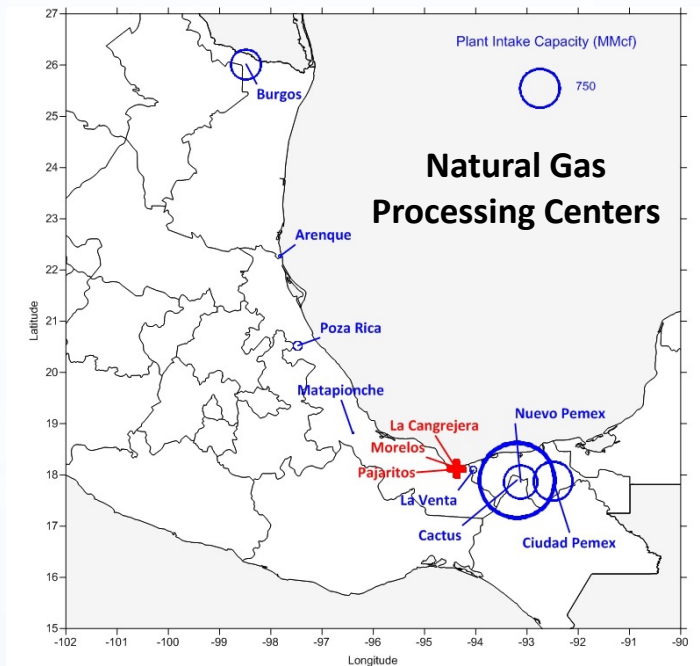 Plant Intake Capacity (MMcf)
750
Natural Gas
Processing Centers
Burgos
Arenque
Poza Rica
Matapionche
La Cangrejera
Morelos
Pajaritos
Nuevo Pemex
La Venta
Cactus
Ciudad Pemex
Latitude
27
26
25
24
23
22
21
20
19
18
17
16
15
-102
-101
-100
-99
-98
-97
-96
-95
-94
-93
-92
-91
-90
Longitude